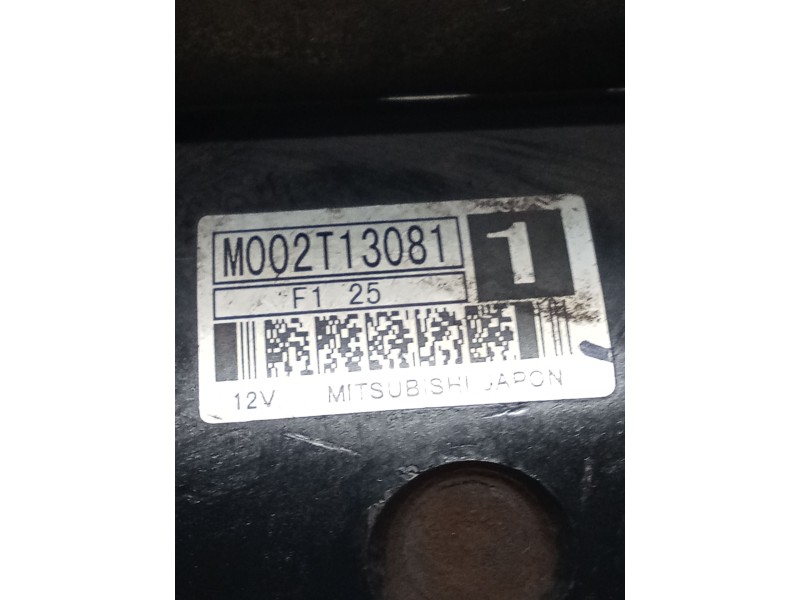 M002T13081
1
F1 25
12V MITSUBISHI JAPON